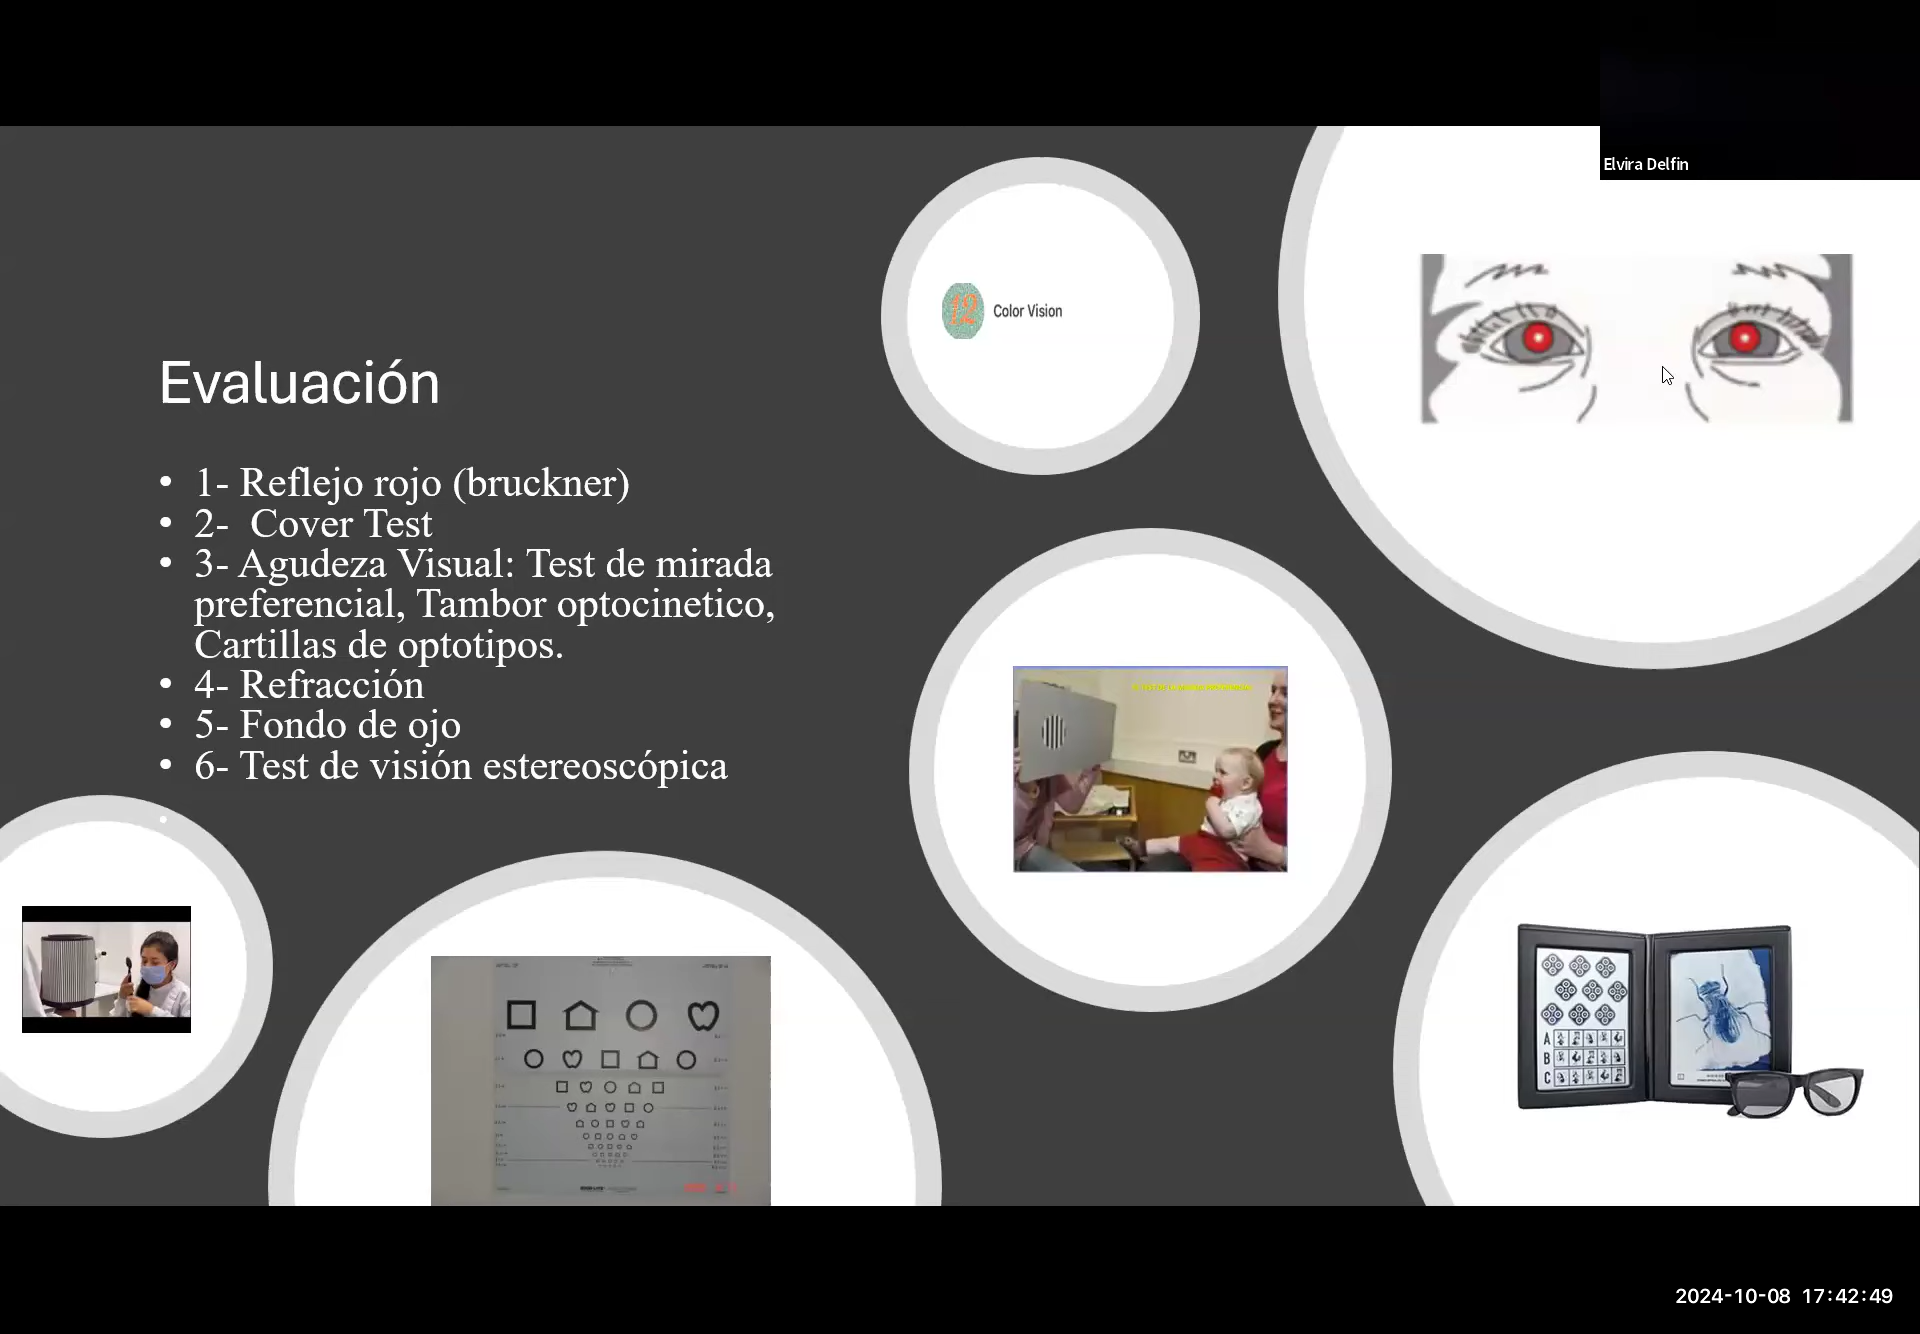 Elvira Delfin
12 Color Vision
Evaluación
• 1- Reflejo rojo (bruckner)
• 2-  Cover Test
• 3- Agudeza Visual: Test de mirada
preferencial, Tambor optocinetico,
Cartillas de optotipos.
• 4- Refracción
• 5- Fondo de ojo
• 6- Test de visión estereoscópica
A
B
C
2024-10-08 17:42:49